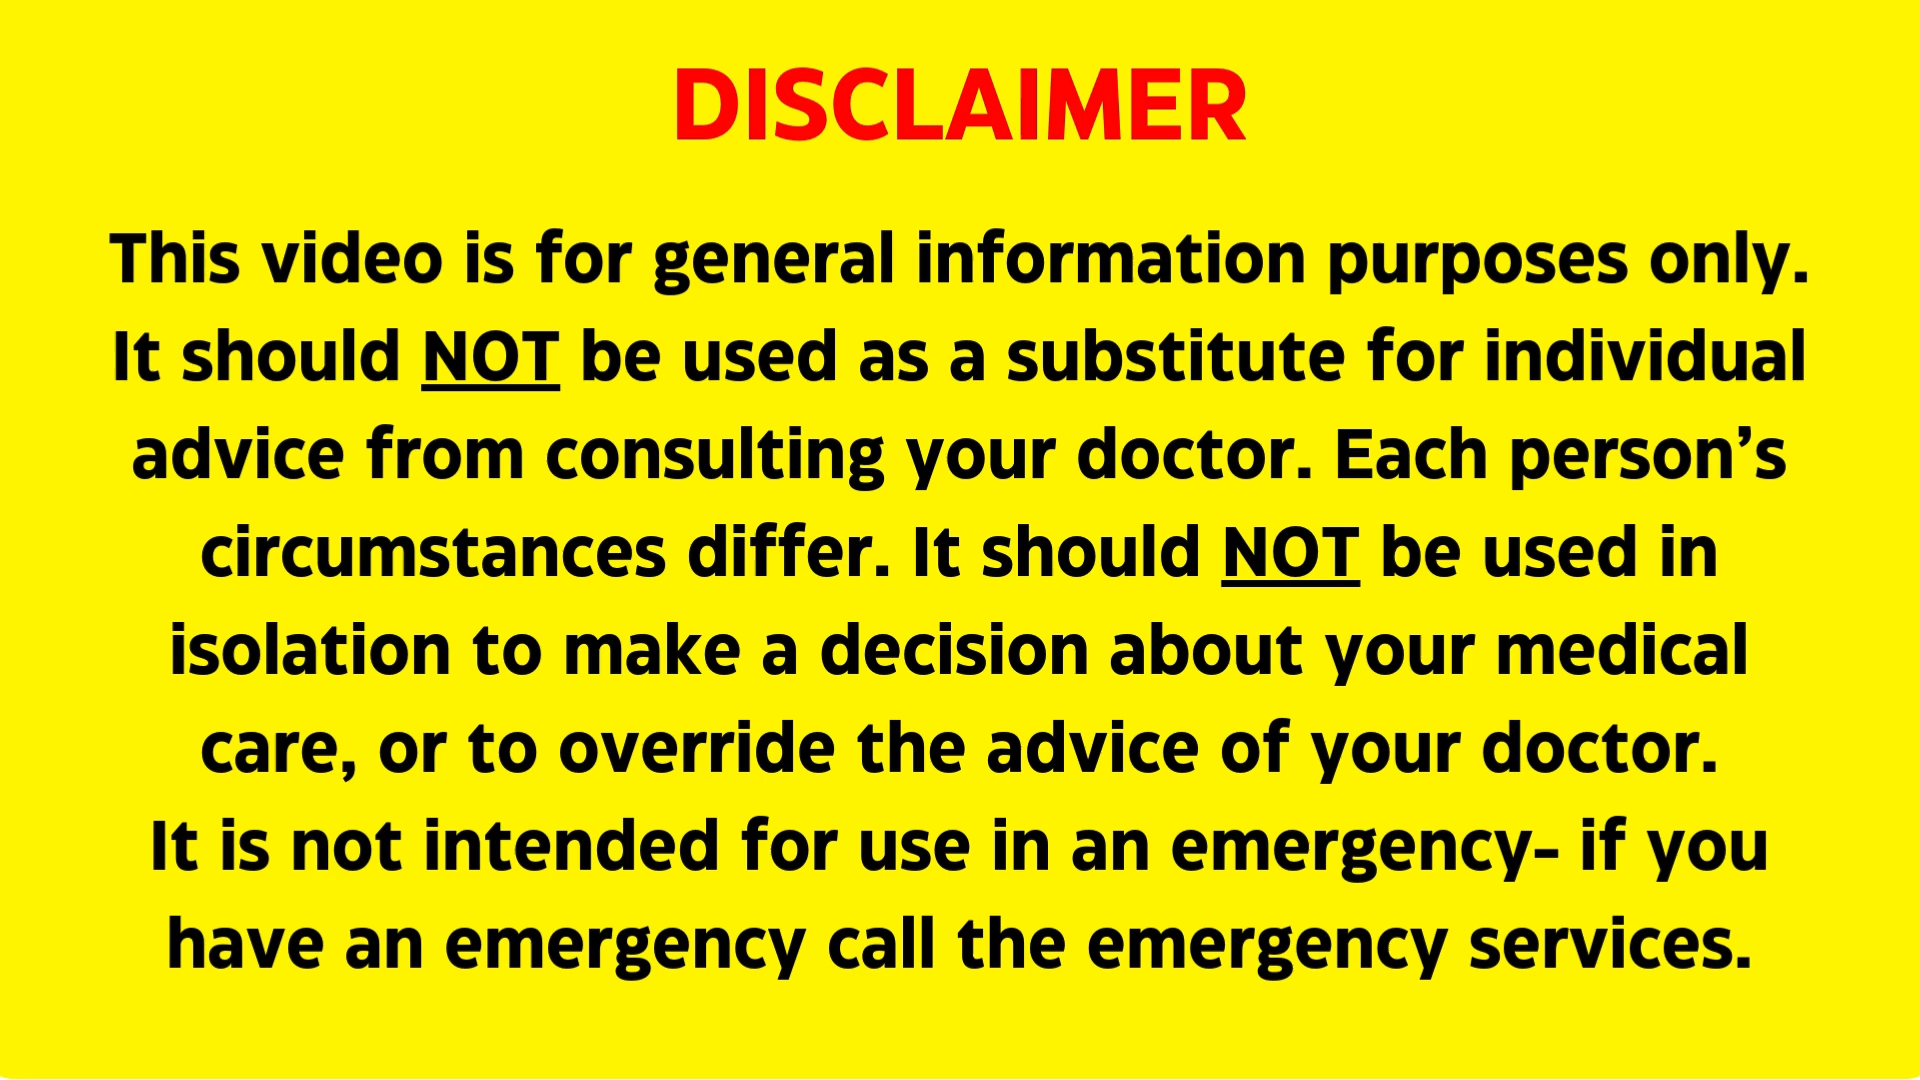 DISCLAIMER
This video is for general information purposes only.
It should NOT be used as a substitute for individual
advice from consulting your doctor. Each person’s
circumstances differ. It should NOT be used in
isolation to make a decision about your medical
care, or to override the advice of your doctor.
It is not intended for use in an emergency- if you
have an emergency call the emergency services.